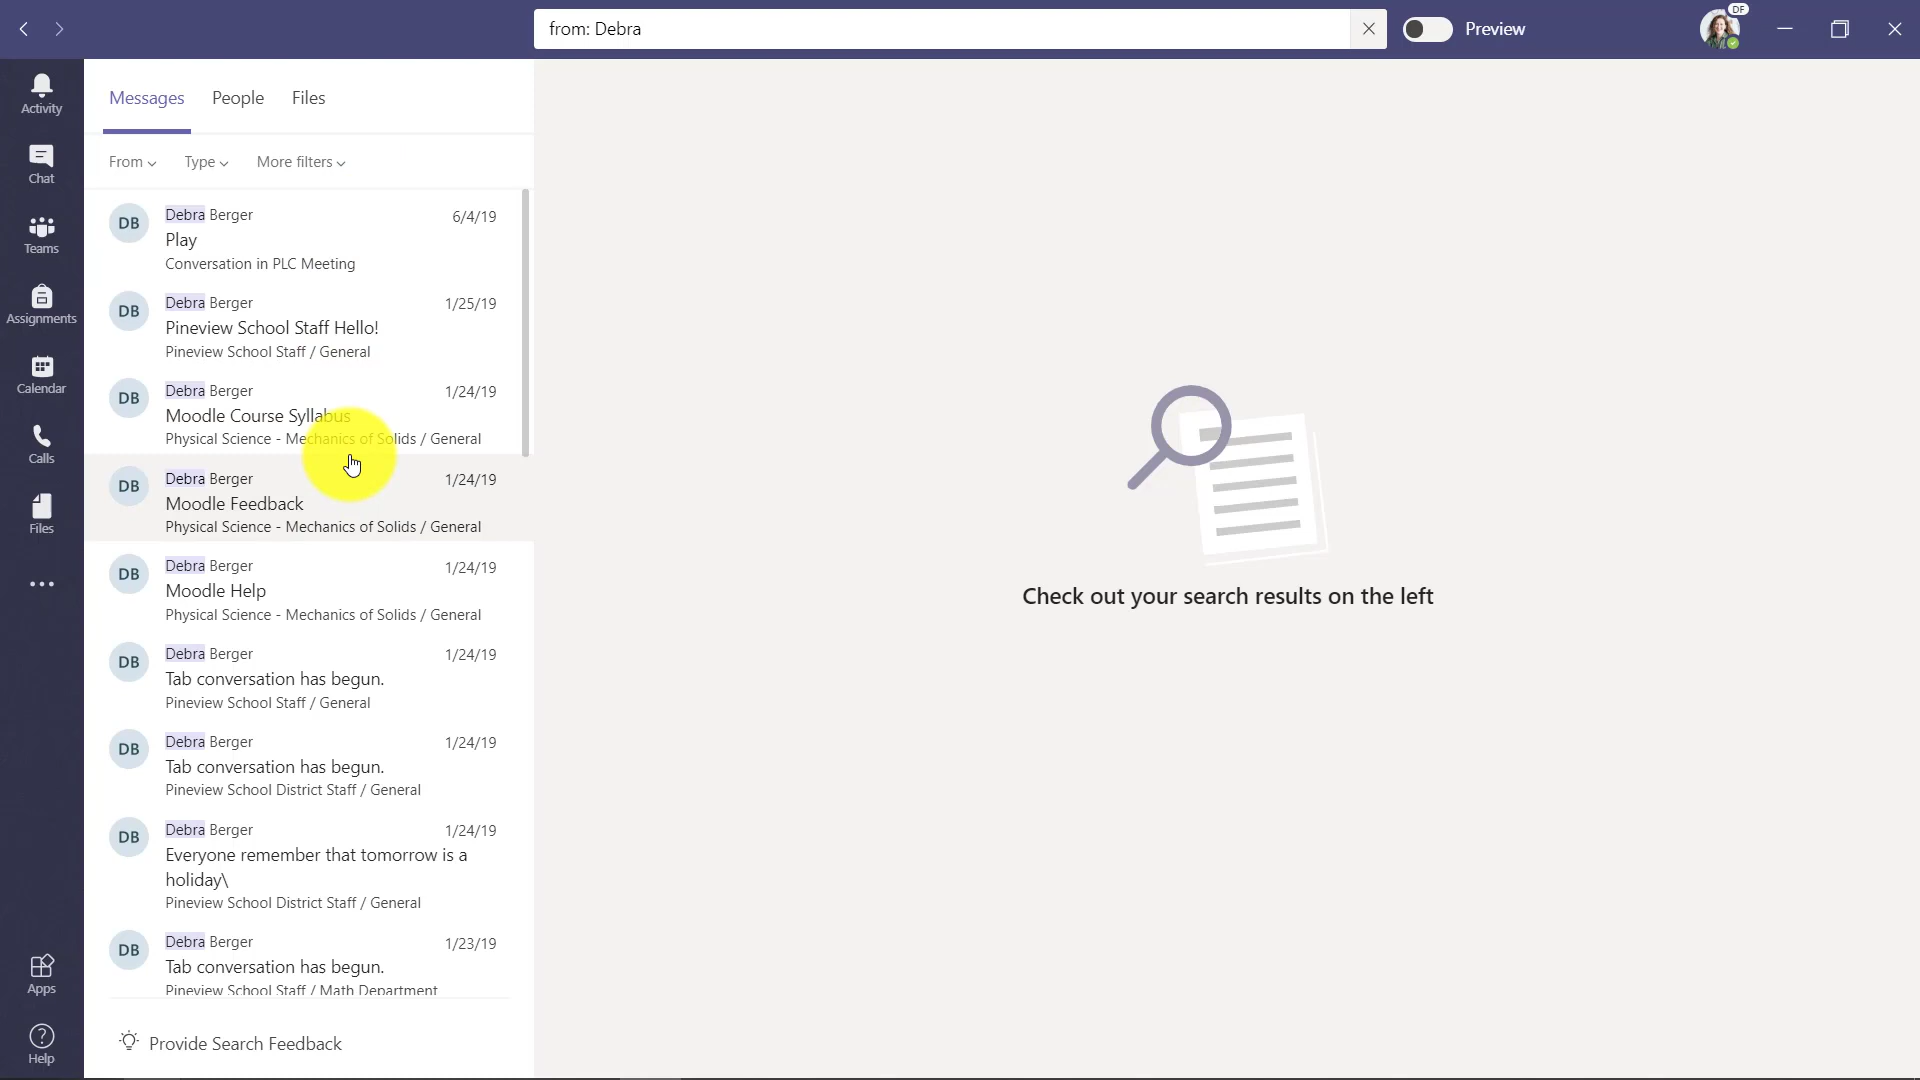 from: Debra
Preview
DF
Activity
Chat
Teams
Assignments
Calendar
Calls
Files
Apps
Help
Messages People Files
From Type More filters
DB
Debra Berger 6/4/19
Play
Conversation in PLC Meeting
DB
Debra Berger 1/25/19
Pineview School Staff Hello!
Pineview School Staff / General
DB
Debra Berger 1/24/19
Moodle Course Syllabus
Physical Science - Mechanics of Solids / General
DB
Debra Berger 1/24/19
Moodle Feedback
Physical Science - Mechanics of Solids / General
DB
Debra Berger 1/24/19
Moodle Help
Physical Science - Mechanics of Solids / General
DB
Debra Berger 1/24/19
Tab conversation has begun.
Pineview School Staff / General
DB
Debra Berger 1/24/19
Tab conversation has begun.
Pineview School District Staff / General
DB
Debra Berger 1/24/19
Everyone remember that tomorrow is a
holiday\
Pineview School District Staff / General
DB
Debra Berger 1/23/19
Tab conversation has begun.
Pineview School Staff / Math Department
Provide Search Feedback
Check out your search results on the left